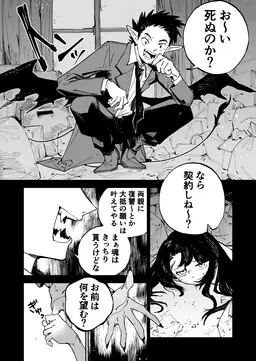 お〜い
死ぬのか？
なら
契約しね〜？
両親に
復讐〜とか
大抵の願いは
叶えてやる
まぁ魂は
きっちり
貰うけどな
お前は
何を望む？